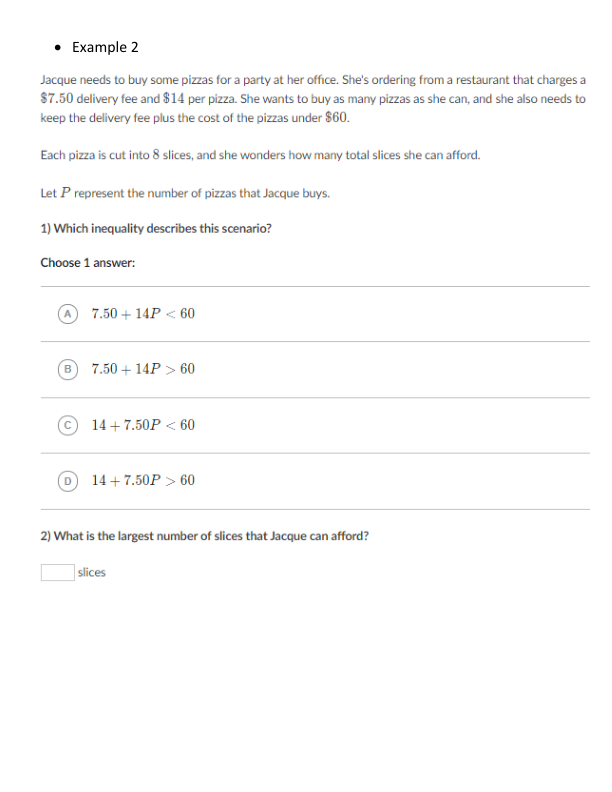 • Example 2
Jacque needs to buy some pizzas for a party at her office. She's ordering from a restaurant that charges a
$7.50 delivery fee and $14 per pizza. She wants to buy as many pizzas as she can, and she also needs to
keep the delivery fee plus the cost of the pizzas under $60.
Each pizza is cut into 8 slices, and she wonders how many total slices she can afford.
Let P represent the number of pizzas that Jacque buys.
1) Which inequality describes this scenario?
Choose 1 answer:
A 7.50 + 14P < 60
B 7.50 + 14P > 60
C 14 + 7.50P < 60
D 14 + 7.50P > 60
2) What is the largest number of slices that Jacque can afford?
slices